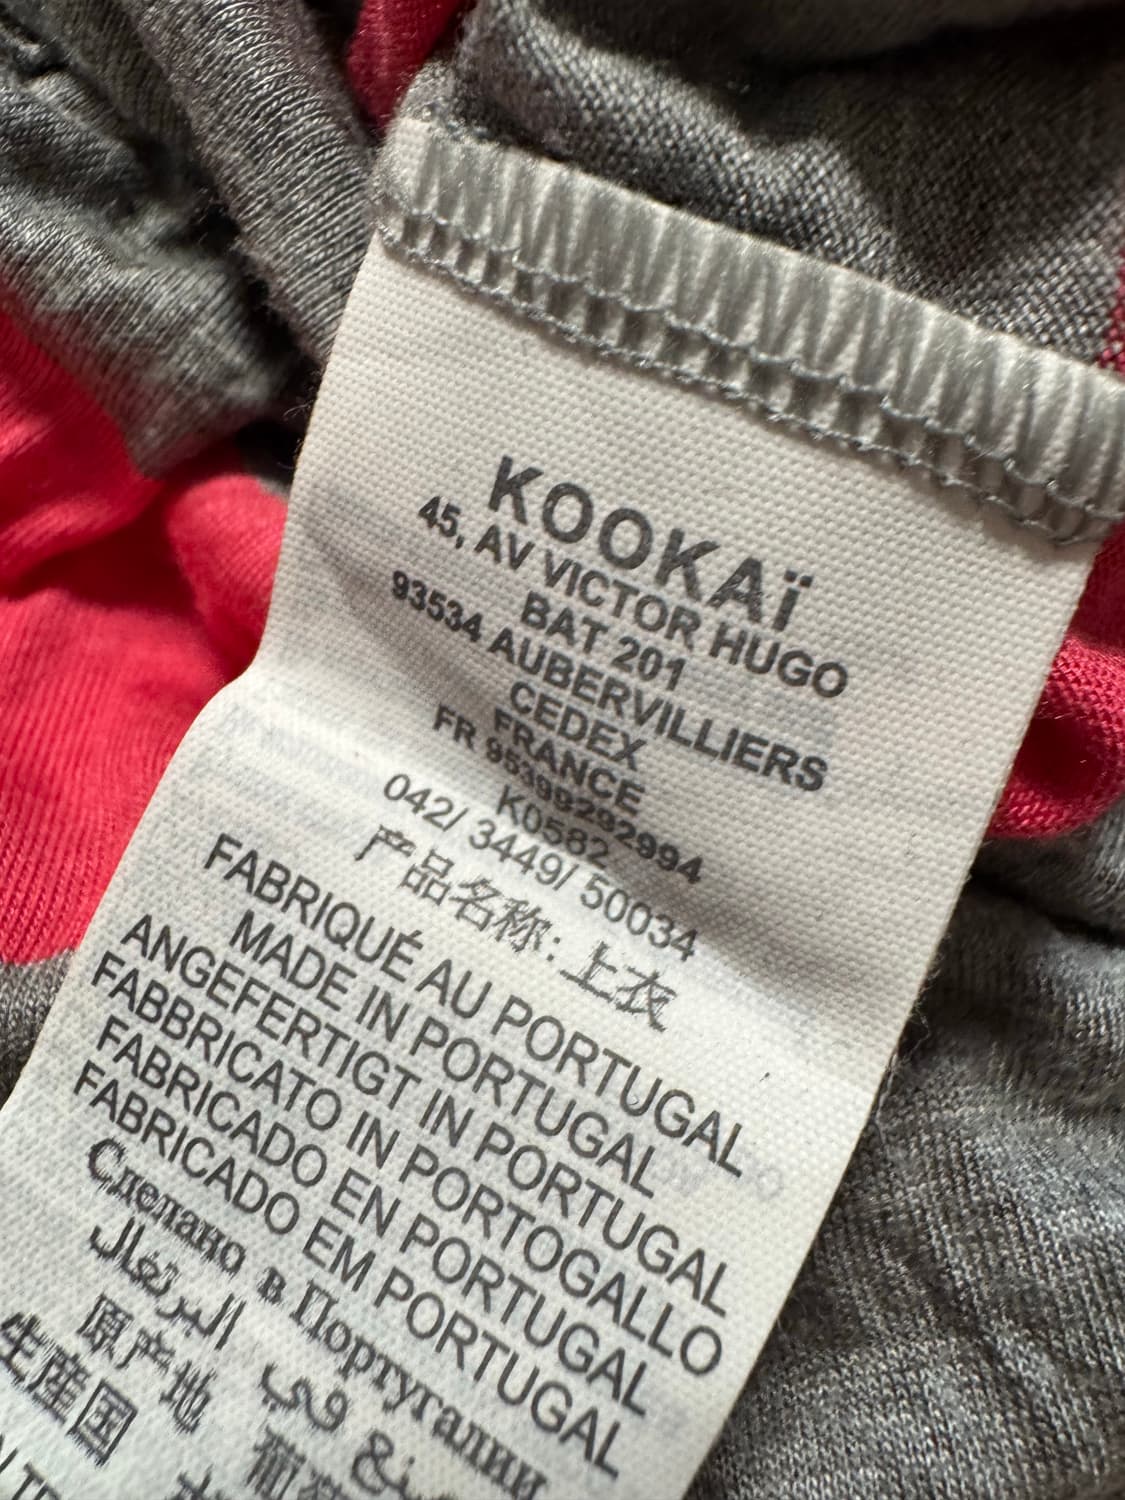 KOOKAÏ
45, AV VICTOR HUGO
BAT 201
93534 AUBERVILLIERS
CEDEX
FRANCE
FR 95399292994
K0582
042/ 3449/ 50034
产品名称: 上衣
FABRIQUÉ AU PORTUGAL
MADE IN PORTUGAL
ANGEFERTIGT IN PORTUGAL
FABBRICATO IN PORTOGALLO
FABRICADO EN PORTUGAL
FABRICADO EM PORTUGAL
Сделано в Португалии
في البرتغال
原产地
生産国